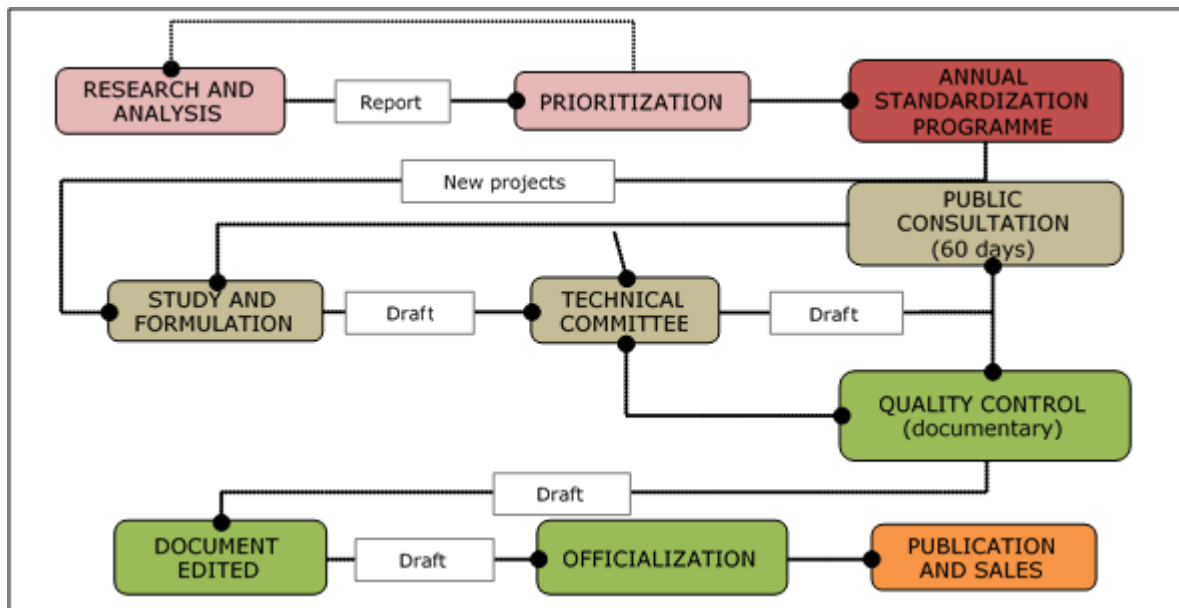 RESEARCH AND
ANALYSIS
Report
PRIORITIZATION
ANNUAL
STANDARDIZATION
PROGRAMME
New projects
PUBLIC
CONSULTATION
(60 days)
STUDY AND
FORMULATION
Draft
TECHNICAL
COMMITTEE
Draft
QUALITY CONTROL
(documentary)
Draft
DOCUMENT
EDITED
Draft
OFFICIALIZATION
PUBLICATION
AND SALES